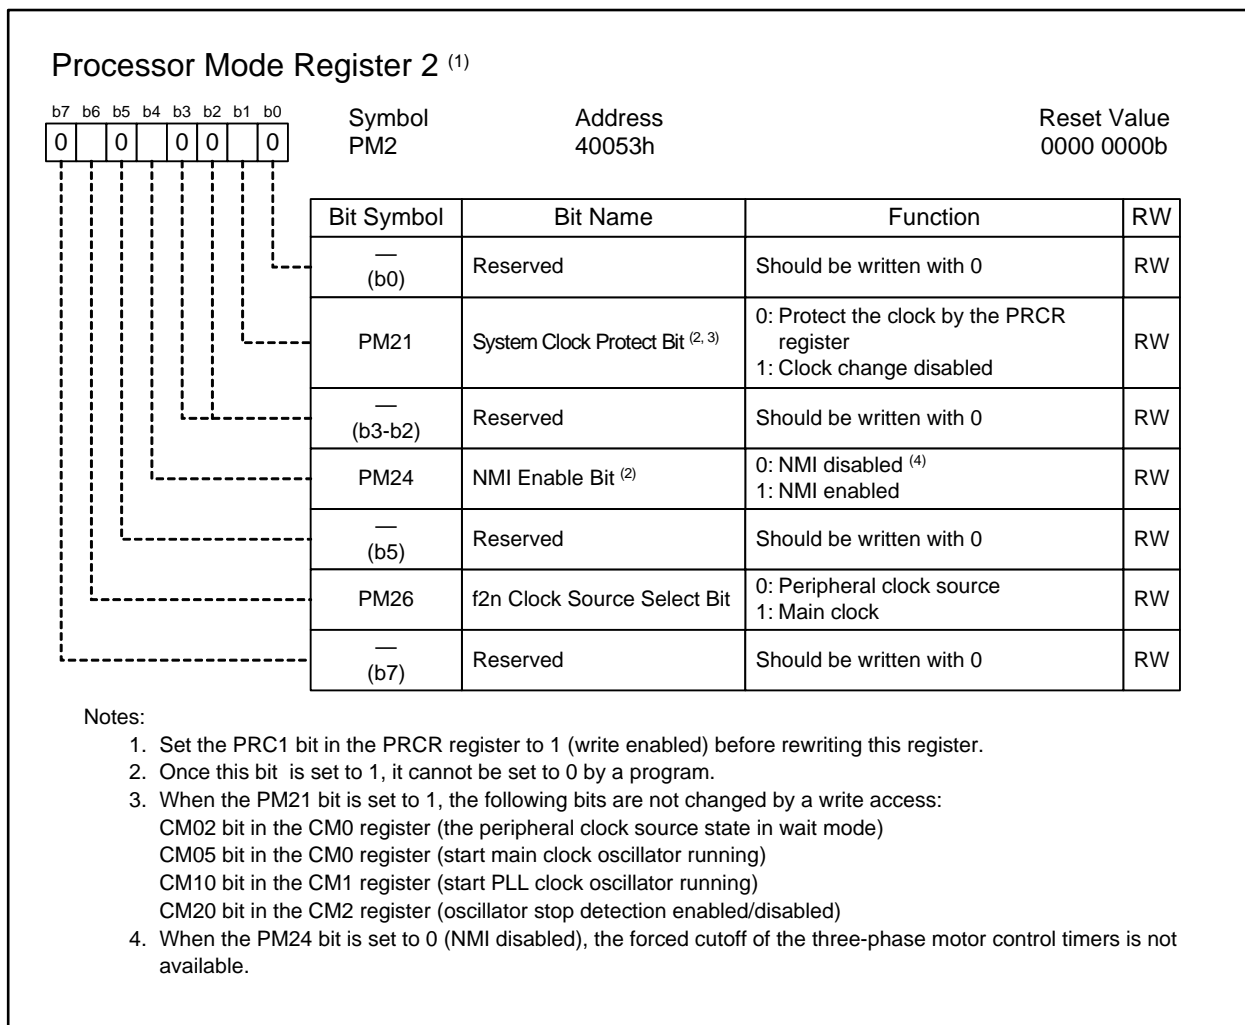 Processor Mode Register 2 (1)
b7 b6 b5 b4 b3 b2 b1 b0
0 0 0 0 0
Symbol Address Reset Value
PM2 40053h 0000 0000b
Bit Symbol Bit Name Function RW
— (b0) Reserved Should be written with 0 RW
PM21 System Clock Protect Bit (2, 3) 0: Protect the clock by the PRCR register 1: Clock change disabled RW
— (b3-b2) Reserved Should be written with 0 RW
PM24 NMI Enable Bit (2) 0: NMI disabled (4) 1: NMI enabled RW
— (b5) Reserved Should be written with 0 RW
PM26 f2n Clock Source Select Bit 0: Peripheral clock source 1: Main clock RW
— (b7) Reserved Should be written with 0 RW
Notes:
1. Set the PRC1 bit in the PRCR register to 1 (write enabled) before rewriting this register.
2. Once this bit is set to 1, it cannot be set to 0 by a program.
3. When the PM21 bit is set to 1, the following bits are not changed by a write access:
CM02 bit in the CM0 register (the peripheral clock source state in wait mode)
CM05 bit in the CM0 register (start main clock oscillator running)
CM10 bit in the CM1 register (start PLL clock oscillator running)
CM20 bit in the CM2 register (oscillator stop detection enabled/disabled)
4. When the PM24 bit is set to 0 (NMI disabled), the forced cutoff of the three-phase motor control timers is not
available.